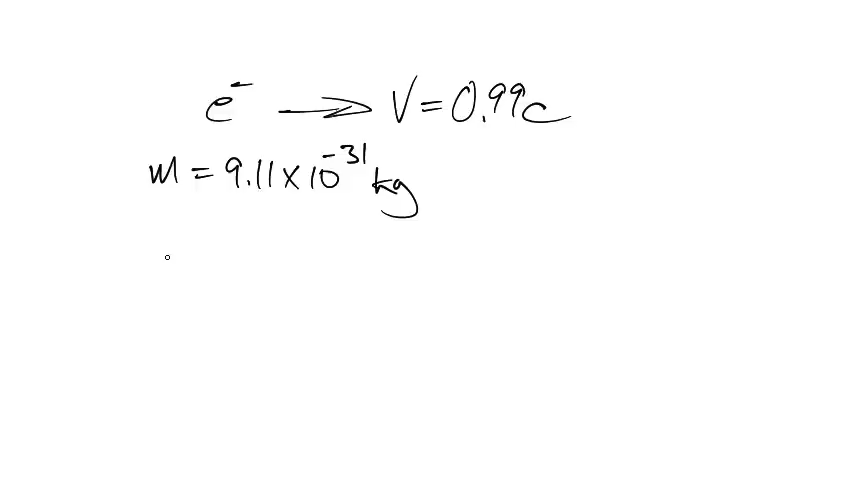 e⁻ → V = 0.99c
m = 9.11 × 10⁻³¹ kg